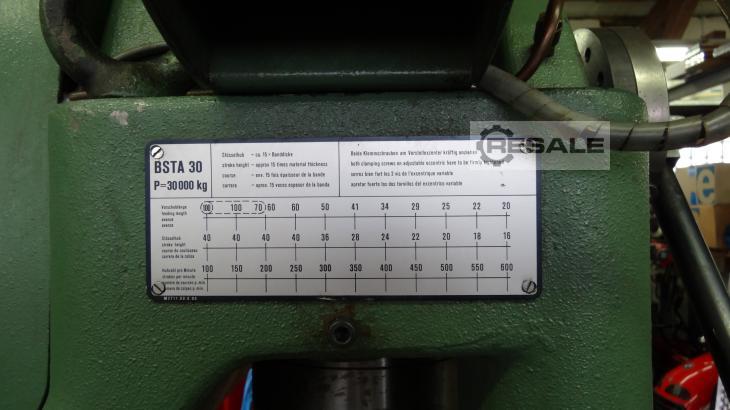 BSTA 30
P=30000 kg
Stösselhub – ca. 15 × Banddicke
stroke height – approx 15 times material thickness
course – env. 15 fois épaisseur de la bande
carrera – aprox. 15 veces espesor de la banda
Beide Klemmschrauben am Verstellexzenter kräftig anziehen
both clamping screws on adjustable eccentric have to be firmly
serrez bien fort les 2 vis de l'excentrique variable
apretar fuerte los dos tornillos del excéntrico variable
RESALE
Vorschublänge
feeding length
avance
avance
100 100 70 60 60 50 41 34 29 25 22 20
Stösselhub
stroke height
course du coulisseau
carrera de la caliza
40 40 40 40 36 28 24 22 20 18 16
Hubzahl pro Minute
strokes per minute
nombre de courses p. min.
número de golpes p. min.
100 150 200 250 300 350 400 450 500 550 600